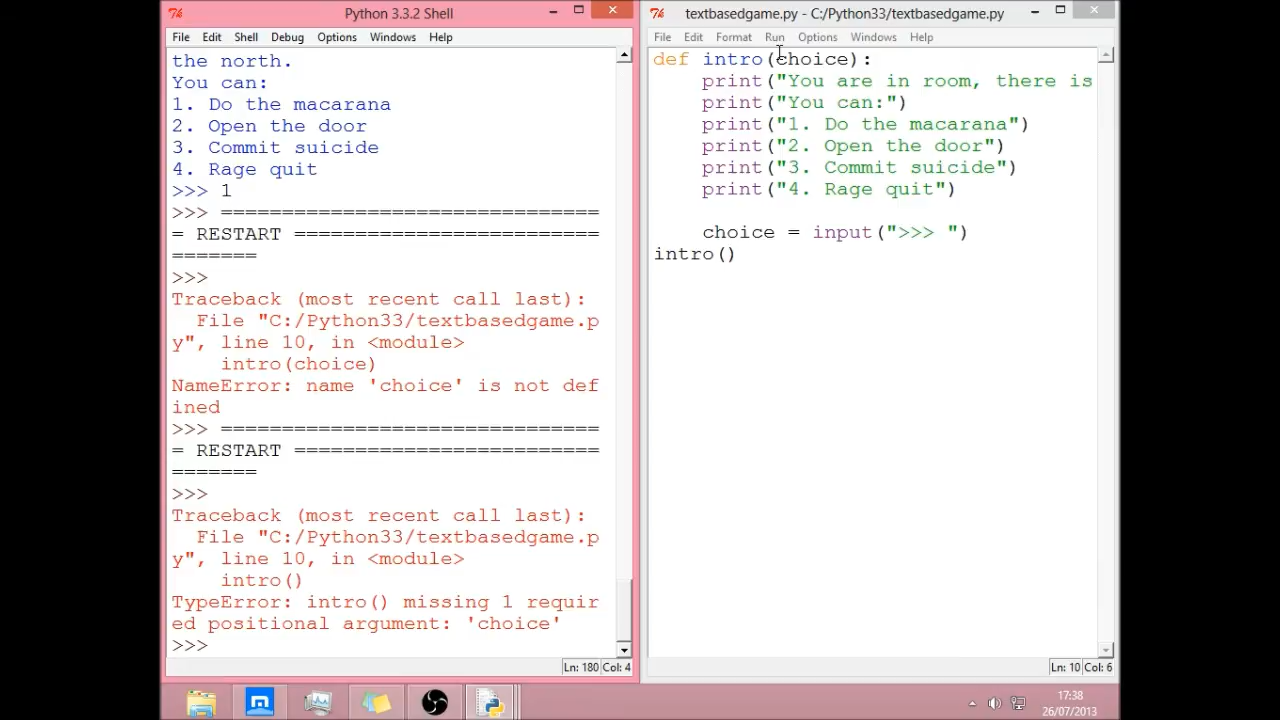 Python 3.3.2 Shell
File Edit Shell Debug Options Windows Help
the north.
You can:
1. Do the macarana
2. Open the door
3. Commit suicide
4. Rage quit
>>> 1
>>> ===============================
= RESTART =========================
=======
>>>
Traceback (most recent call last):
  File "C:/Python33/textbasedgame.p
y", line 10, in <module>
    intro(choice)
NameError: name 'choice' is not def
ined
>>> ===============================
= RESTART =========================
=======
>>>
Traceback (most recent call last):
  File "C:/Python33/textbasedgame.p
y", line 10, in <module>
    intro()
TypeError: intro() missing 1 requir
ed positional argument: 'choice'
>>>
Ln: 180 Col: 4
textbasedgame.py - C:/Python33/textbasedgame.py
File Edit Format Run Options Windows Help
def intro(choice):
    print("You are in room, there is
    print("You can:")
    print("1. Do the macarana")
    print("2. Open the door")
    print("3. Commit suicide")
    print("4. Rage quit")
    choice = input(">>> ")
intro()
Ln: 10 Col: 6
17:38
26/07/2013